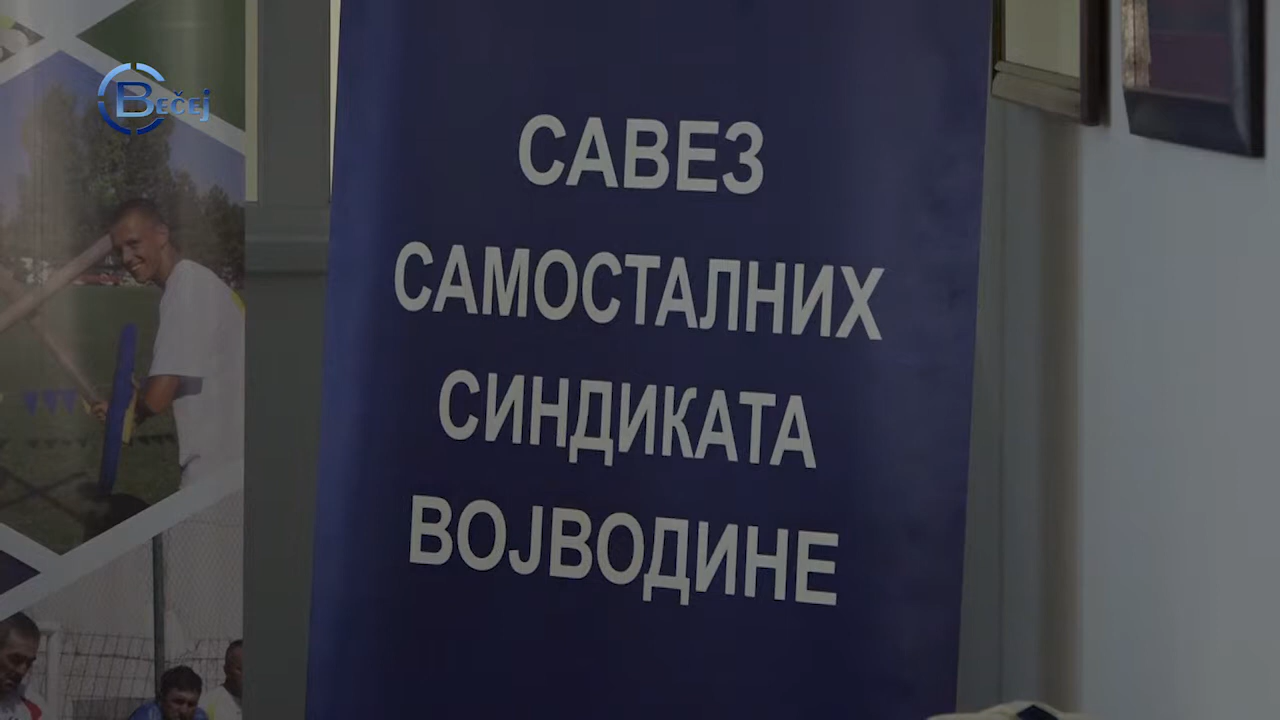 Bečej
САВЕЗ
САМОСТАЛНИХ
СИНДИКАТА
ВОЈВОДИНЕ